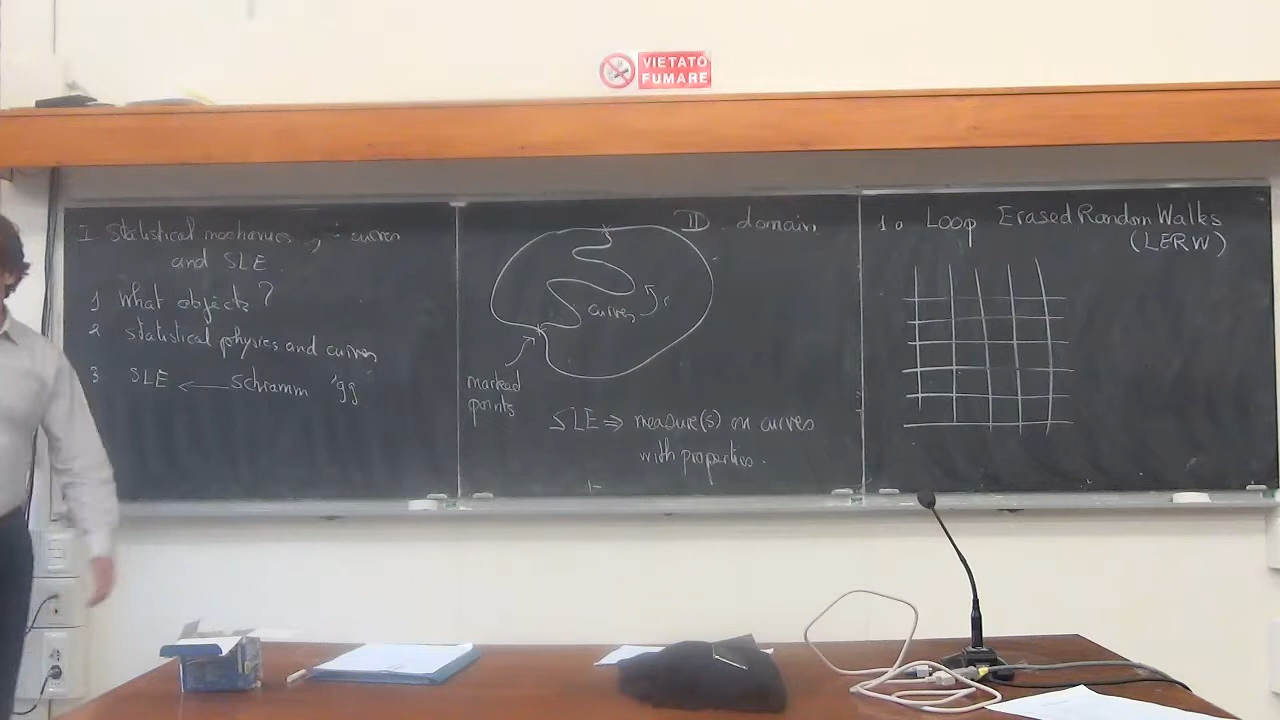 VIETATO
FUMARE
I Statistical mechanics, curves
and SLE.
1 What objects?
2 Statistical physics and curves
3 SLE ← Schramm '99
D domain
curves
marked
points
SLE ⇒ measure(s) on curves
with properties.
1a Loop Erased Random Walks
(LERW)